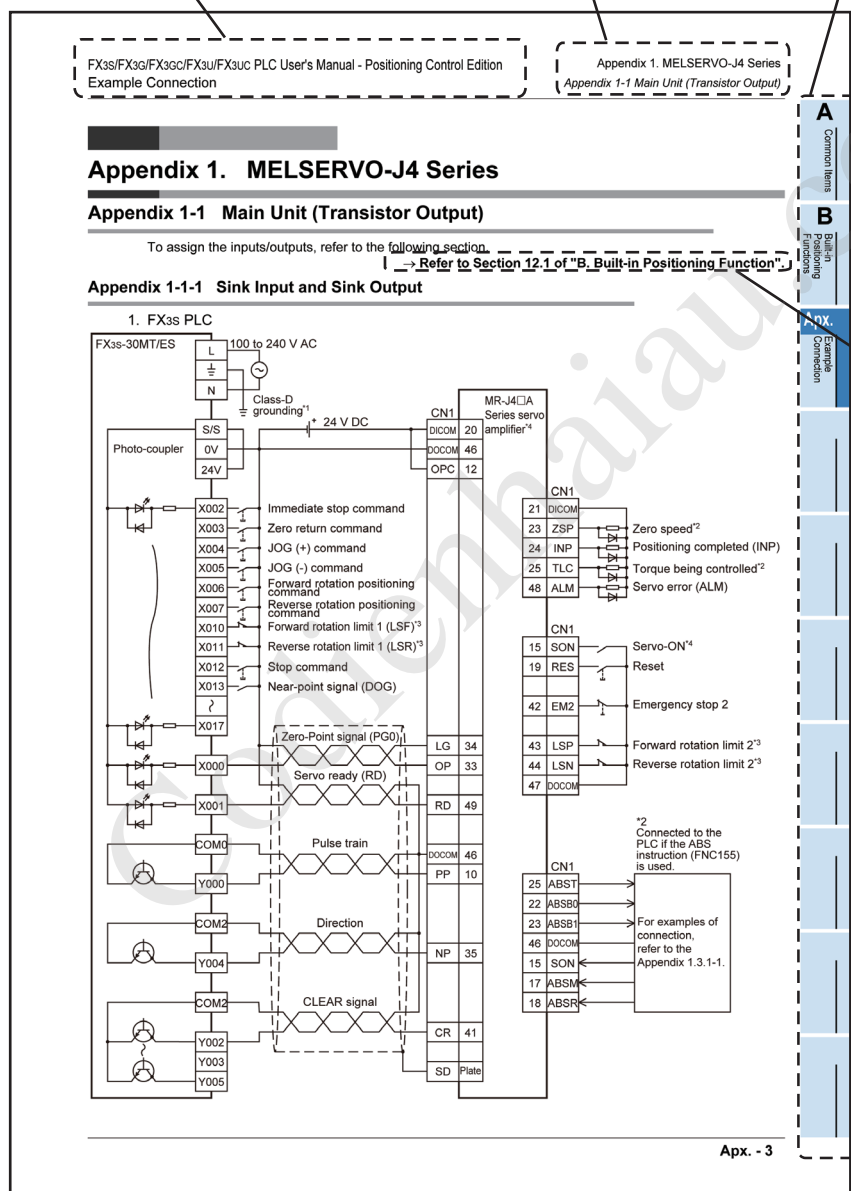 FX3S/FX3G/FX3GC/FX3U/FX3UC PLC User's Manual - Positioning Control Edition
Example Connection
Appendix 1. MELSERVO-J4 Series
Appendix 1-1 Main Unit (Transistor Output)
A
Common Items
B
Built-in
Positioning
Functions
Apx.
Example
Connection
Appendix 1. MELSERVO-J4 Series
Appendix 1-1 Main Unit (Transistor Output)
To assign the inputs/outputs, refer to the following section.
→ Refer to Section 12.1 of "B. Built-in Positioning Function".
Appendix 1-1-1 Sink Input and Sink Output
1. FX3S PLC
FX3S-30MT/ES
L
N
100 to 240 V AC
Class-D
grounding*1
S/S
0V
24V
Photo-coupler
+ 24 V DC
X002 Immediate stop command
X003 Zero return command
X004 JOG (+) command
X005 JOG (-) command
X006 Forward rotation positioning
command
X007 Reverse rotation positioning
command
X010 Forward rotation limit 1 (LSF)*3
X011 Reverse rotation limit 1 (LSR)*3
X012 Stop command
X013 Near-point signal (DOG)
X017
X000
X001
COM0
Y000
COM2
Y004
COM2
Y002
Y003
Y005
Zero-Point signal (PG0)
Servo ready (RD)
Pulse train
Direction
CLEAR signal
CN1
DICOM 20
DOCOM 46
OPC 12
LG 34
OP 33
RD 49
DOCOM 46
PP 10
NP 35
CR 41
SD Plate
MR-J4□A
Series servo
amplifier*4
CN1
21 DICOM
23 ZSP Zero speed*2
24 INP Positioning completed (INP)
25 TLC Torque being controlled*2
48 ALM Servo error (ALM)
CN1
15 SON Servo-ON*4
19 RES Reset
42 EM2 Emergency stop 2
43 LSP Forward rotation limit 2*3
44 LSN Reverse rotation limit 2*3
47 DOCOM
*2
Connected to the
PLC if the ABS
instruction (FNC155)
is used.
CN1
25 ABST
22 ABSB0
23 ABSB1
46 DOCOM
15 SON
17 ABSM
18 ABSR
For examples of
connection,
refer to the
Appendix 1.3.1-1.
Apx. - 3